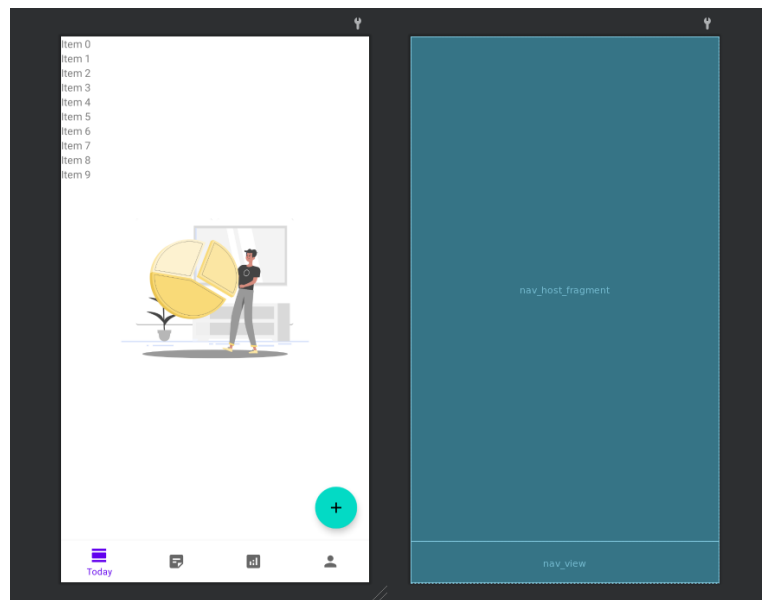 Item 0
Item 1
Item 2
Item 3
Item 4
Item 5
Item 6
Item 7
Item 8
Item 9
+
Today
nav_host_fragment
nav_view